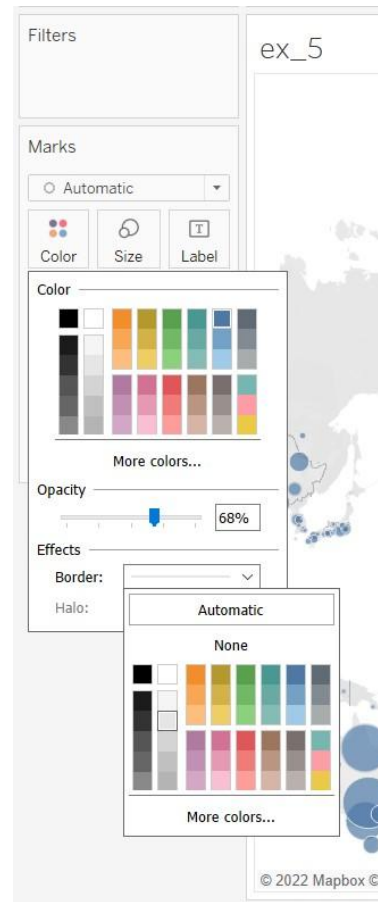 Filters
ex_5
Marks
Automatic
Color Size Label
Color
More colors...
Opacity
68%
Effects
Border:
Halo:
Automatic
None
More colors...
© 2022 Mapbox ©